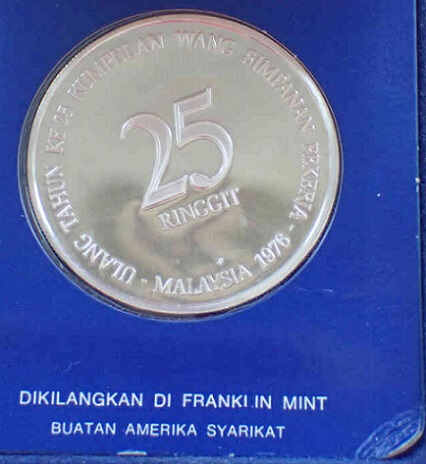 ULANG TAHUN KE 25 KUMPULAN WANG SIMPANAN PEKERJA
25
RINGGIT
· MALAYSIA 1976 ·
DIKILANGKAN DI FRANKLIN MINT
BUATAN AMERIKA SYARIKAT